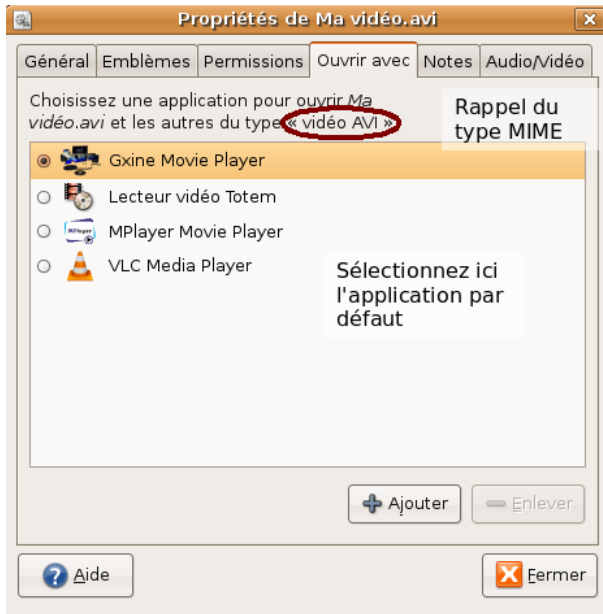 Propriétés de Ma vidéo.avi
Général Emblèmes Permissions Ouvrir avec Notes Audio/Vidéo
Choisissez une application pour ouvrir Ma
vidéo.avi et les autres du type « vidéo AVI »
Rappel du
type MIME
Gxine Movie Player
Lecteur vidéo Totem
MPlayer Movie Player
VLC Media Player
Sélectionnez ici
l'application par
défaut
Ajouter Enlever
Aide Fermer